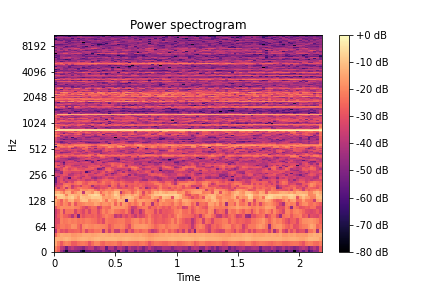 Power spectrogram
8192
4096
2048
1024
512
256
128
64
0
Hz
0
0.5
1
1.5
2
Time
+0 dB
-10 dB
-20 dB
-30 dB
-40 dB
-50 dB
-60 dB
-70 dB
-80 dB